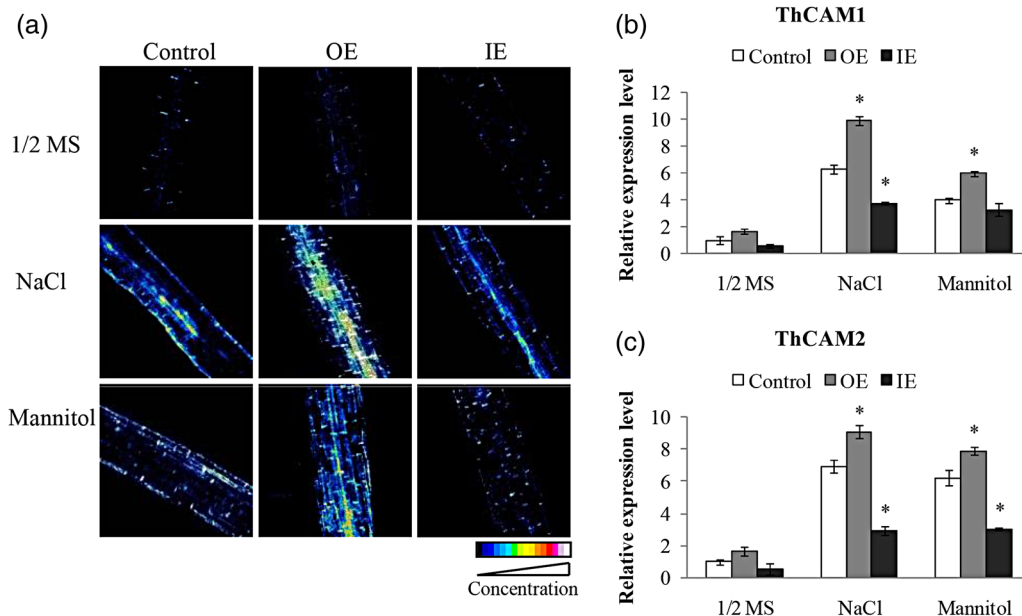 (a)
Control OE IE
1/2 MS
NaCl
Mannitol
Concentration
(b)
ThCAM1
Control OE IE
Relative expression level
12
10
8
6
4
2
0
* * *
1/2 MS NaCl Mannitol
(c)
ThCAM2
Control OE IE
Relative expression level
10
8
6
4
2
0
* * * *
1/2 MS NaCl Mannitol